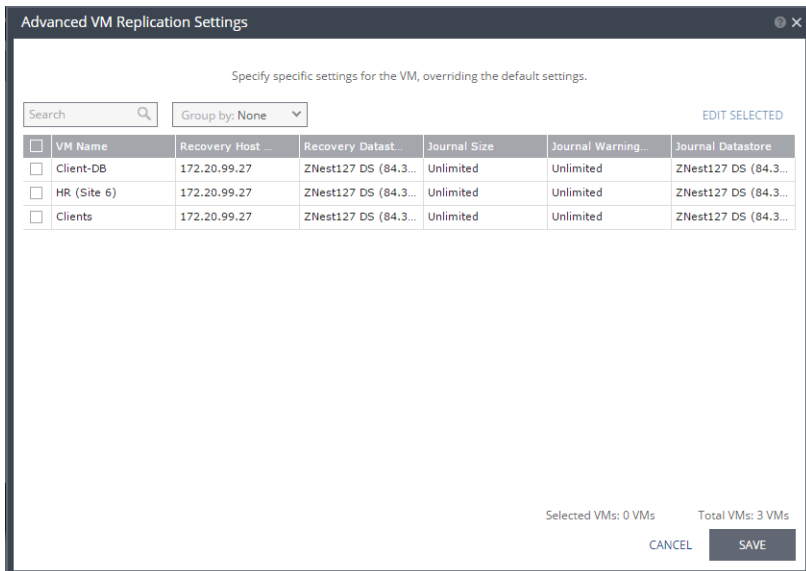 Advanced VM Replication Settings
Specify specific settings for the VM, overriding the default settings.
Search Group by: None EDIT SELECTED
VM Name Recovery Host ... Recovery Datast... Journal Size Journal Warning... Journal Datastore
Client-DB 172.20.99.27 ZNest127 DS (84.3... Unlimited Unlimited ZNest127 DS (84.3...
HR (Site 6) 172.20.99.27 ZNest127 DS (84.3... Unlimited Unlimited ZNest127 DS (84.3...
Clients 172.20.99.27 ZNest127 DS (84.3... Unlimited Unlimited ZNest127 DS (84.3...
Selected VMs: 0 VMs Total VMs: 3 VMs
CANCEL SAVE